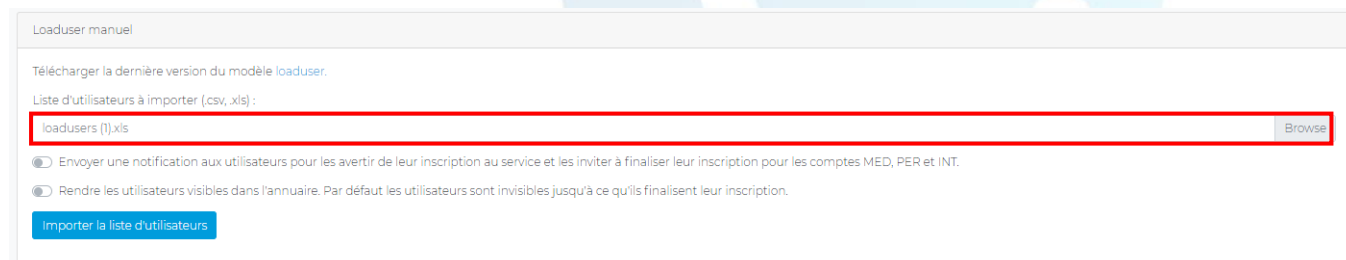 Loaduser manuel
Télécharger la dernière version du modèle loaduser.
Liste d'utilisateurs à importer (.csv, .xls) :
loadusers (1).xls Browse
Envoyer une notification aux utilisateurs pour les avertir de leur inscription au service et les inviter à finaliser leur inscription pour les comptes MED, PER et INT.
Rendre les utilisateurs visibles dans l'annuaire. Par défaut les utilisateurs sont invisibles jusqu'à ce qu'ils finalisent leur inscription.
Importer la liste d'utilisateurs